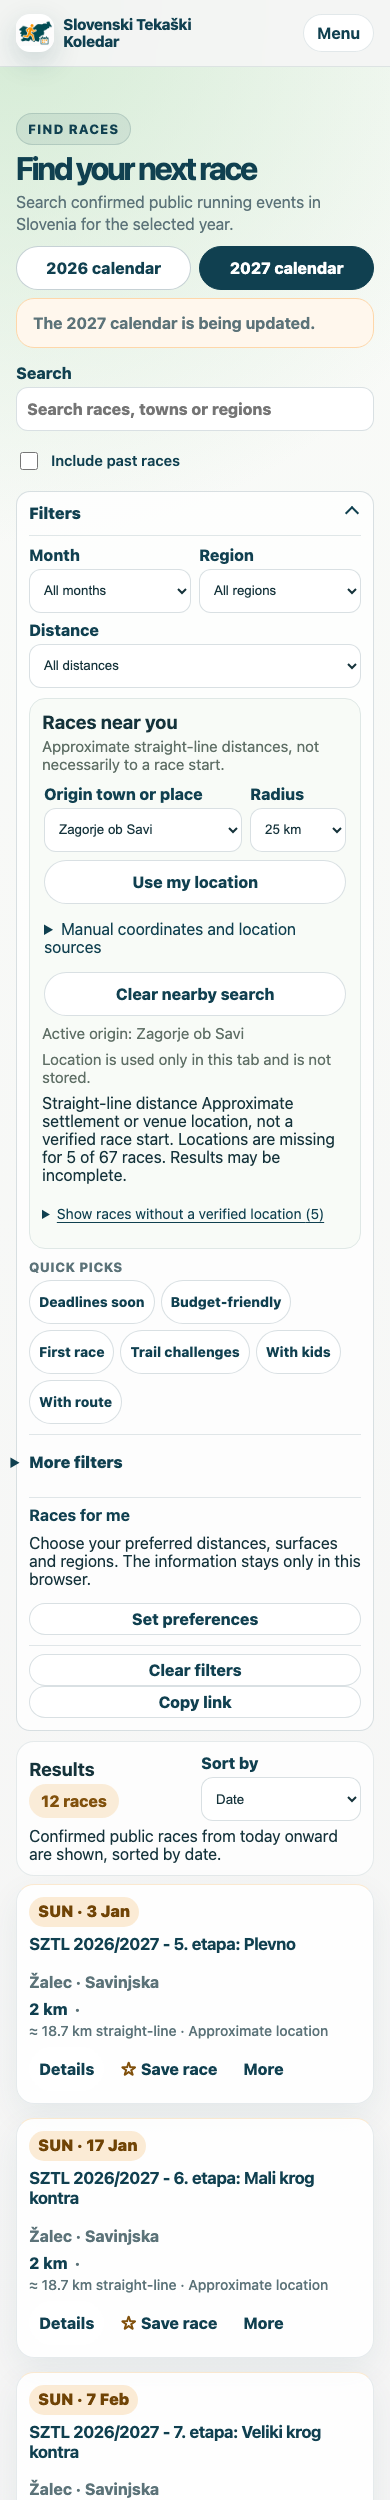 Slovenski Tekaški
Koledar
Menu
FIND RACES
Find your next race
Search confirmed public running events in
Slovenia for the selected year.
2026 calendar
2027 calendar
The 2027 calendar is being updated.
Search
Search races, towns or regions
Include past races
Filters
Month
Region
All months
All regions
Distance
All distances
Races near you
Approximate straight-line distances, not
necessarily to a race start.
Origin town or place
Radius
Zagorje ob Savi
25 km
Use my location
Manual coordinates and location
sources
Clear nearby search
Active origin: Zagorje ob Savi
Location is used only in this tab and is not
stored.
Straight-line distance Approximate
settlement or venue location, not a
verified race start. Locations are missing
for 5 of 67 races. Results may be
incomplete.
Show races without a verified location (5)
QUICK PICKS
Deadlines soon
Budget-friendly
First race
Trail challenges
With kids
With route
More filters
Races for me
Choose your preferred distances, surfaces
and regions. The information stays only in this
browser.
Set preferences
Clear filters
Copy link
Results
Sort by
12 races
Date
Confirmed public races from today onward
are shown, sorted by date.
SUN · 3 Jan
SZTL 2026/2027 - 5. etapa: Plevno
Žalec · Savinjska
2 km ·
≈ 18.7 km straight-line · Approximate location
Details
☆ Save race
More
SUN · 17 Jan
SZTL 2026/2027 - 6. etapa: Mali krog
kontra
Žalec · Savinjska
2 km ·
≈ 18.7 km straight-line · Approximate location
Details
☆ Save race
More
SUN · 7 Feb
SZTL 2026/2027 - 7. etapa: Veliki krog
kontra
Žalec · Savinjska